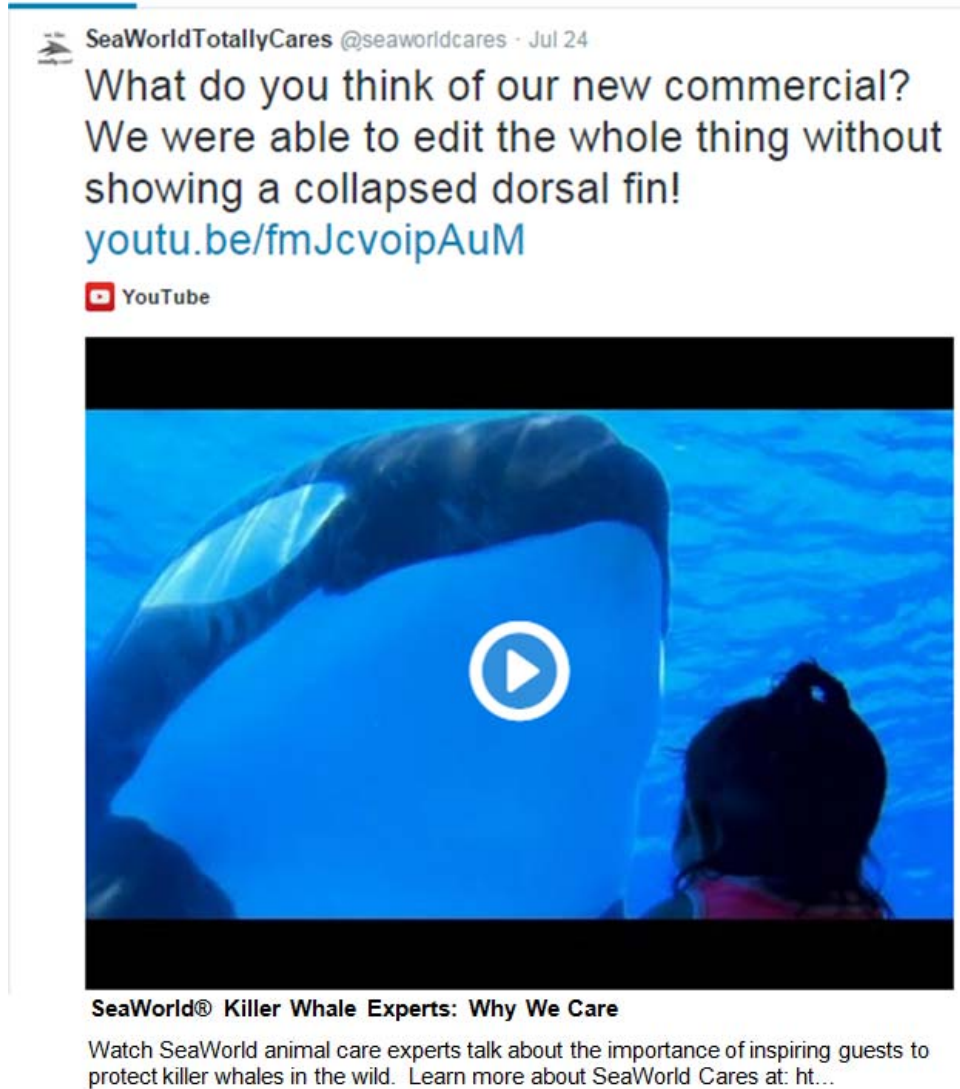 SeaWorldTotallyCares @seaworldcares · Jul 24
What do you think of our new commercial?
We were able to edit the whole thing without
showing a collapsed dorsal fin!
youtu.be/fmJcvoipAuM
YouTube
SeaWorld® Killer Whale Experts: Why We Care
Watch SeaWorld animal care experts talk about the importance of inspiring guests to
protect killer whales in the wild. Learn more about SeaWorld Cares at: ht...